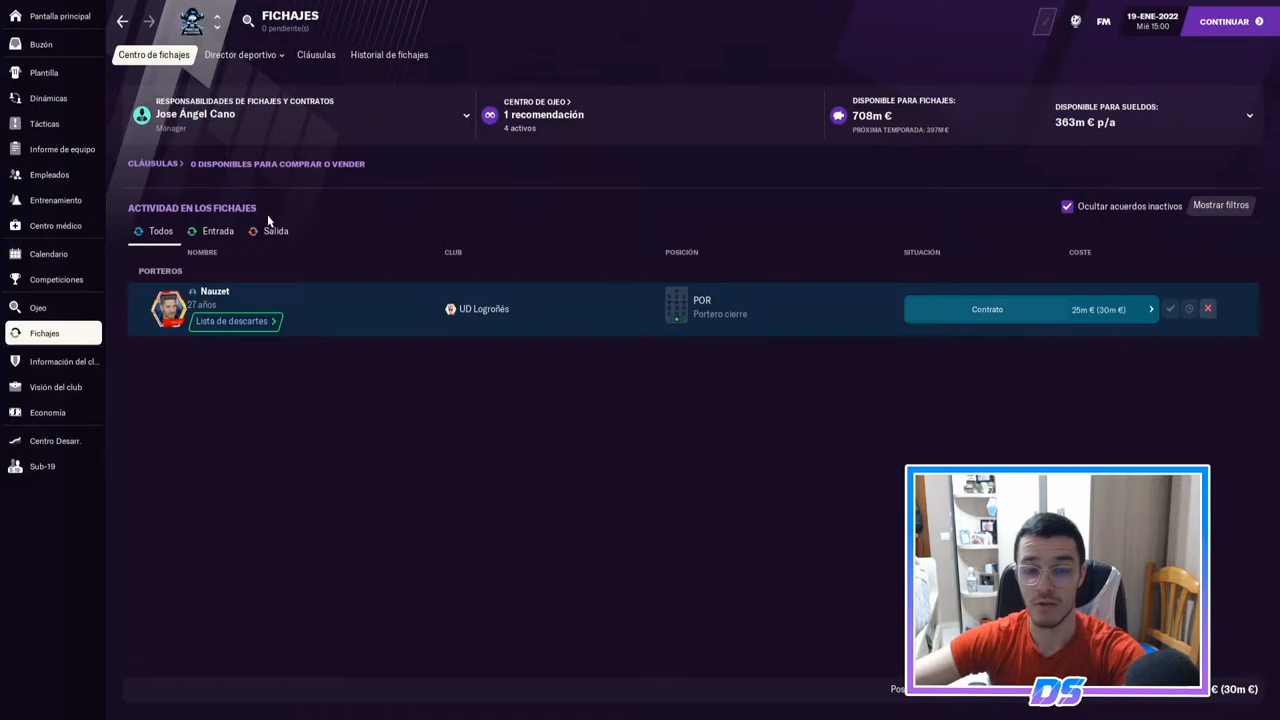 Pantalla principal
Buzón
Plantilla
Dinámicas
Tácticas
Informe de equipo
Empleados
Entrenamiento
Centro médico
Calendario
Competiciones
Ojeo
Fichajes
Información del cl...
Visión del club
Economía
Centro Desarr.
Sub-19
FICHAJES
0 pendiente(s)
FM
19-ENE-2022
Mié 15:00
CONTINUAR
Centro de fichajes
Director deportivo
Cláusulas
Historial de fichajes
RESPONSABILIDADES DE FICHAJES Y CONTRATOS
Jose Ángel Cano
Manager
CENTRO DE OJEO >
1 recomendación
4 activos
DISPONIBLE PARA FICHAJES:
708m €
PRÓXIMA TEMPORADA: 397M €
DISPONIBLE PARA SUELDOS:
363m € p/a
CLÁUSULAS > 0 DISPONIBLES PARA COMPRAR O VENDER
ACTIVIDAD EN LOS FICHAJES
Ocultar acuerdos inactivos
Mostrar filtros
Todos
Entrada
Salida
NOMBRE
CLUB
POSICIÓN
SITUACIÓN
COSTE
PORTEROS
Nauzet
27 años
Lista de descartes >
UD Logroñés
POR
Portero cierre
Contrato
25m € (30m €)
€ (30m €)
DS